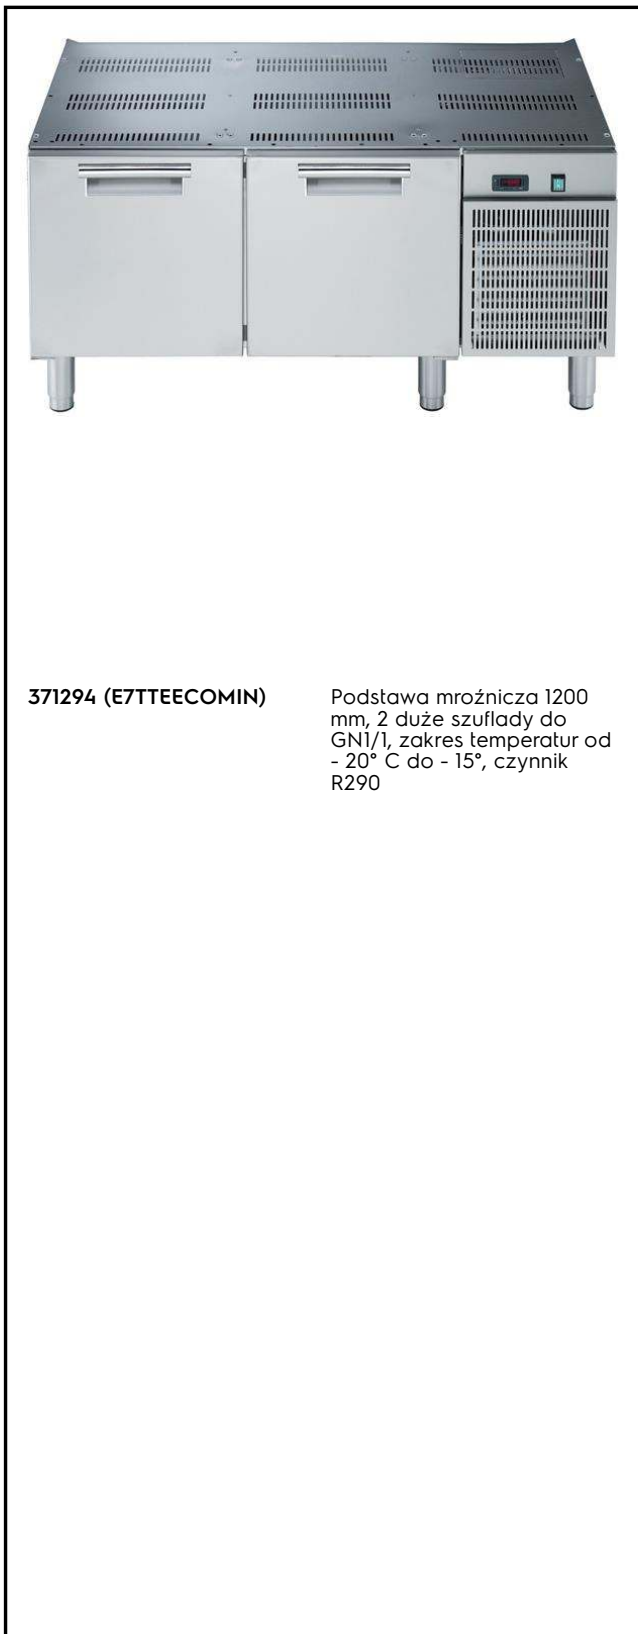 371294 (E7TTEECOMIN)
Podstawa mroźnicza 1200
mm, 2 duże szuflady do
GN1/1, zakres temperatur od
- 20° C do - 15°, czynnik
R290